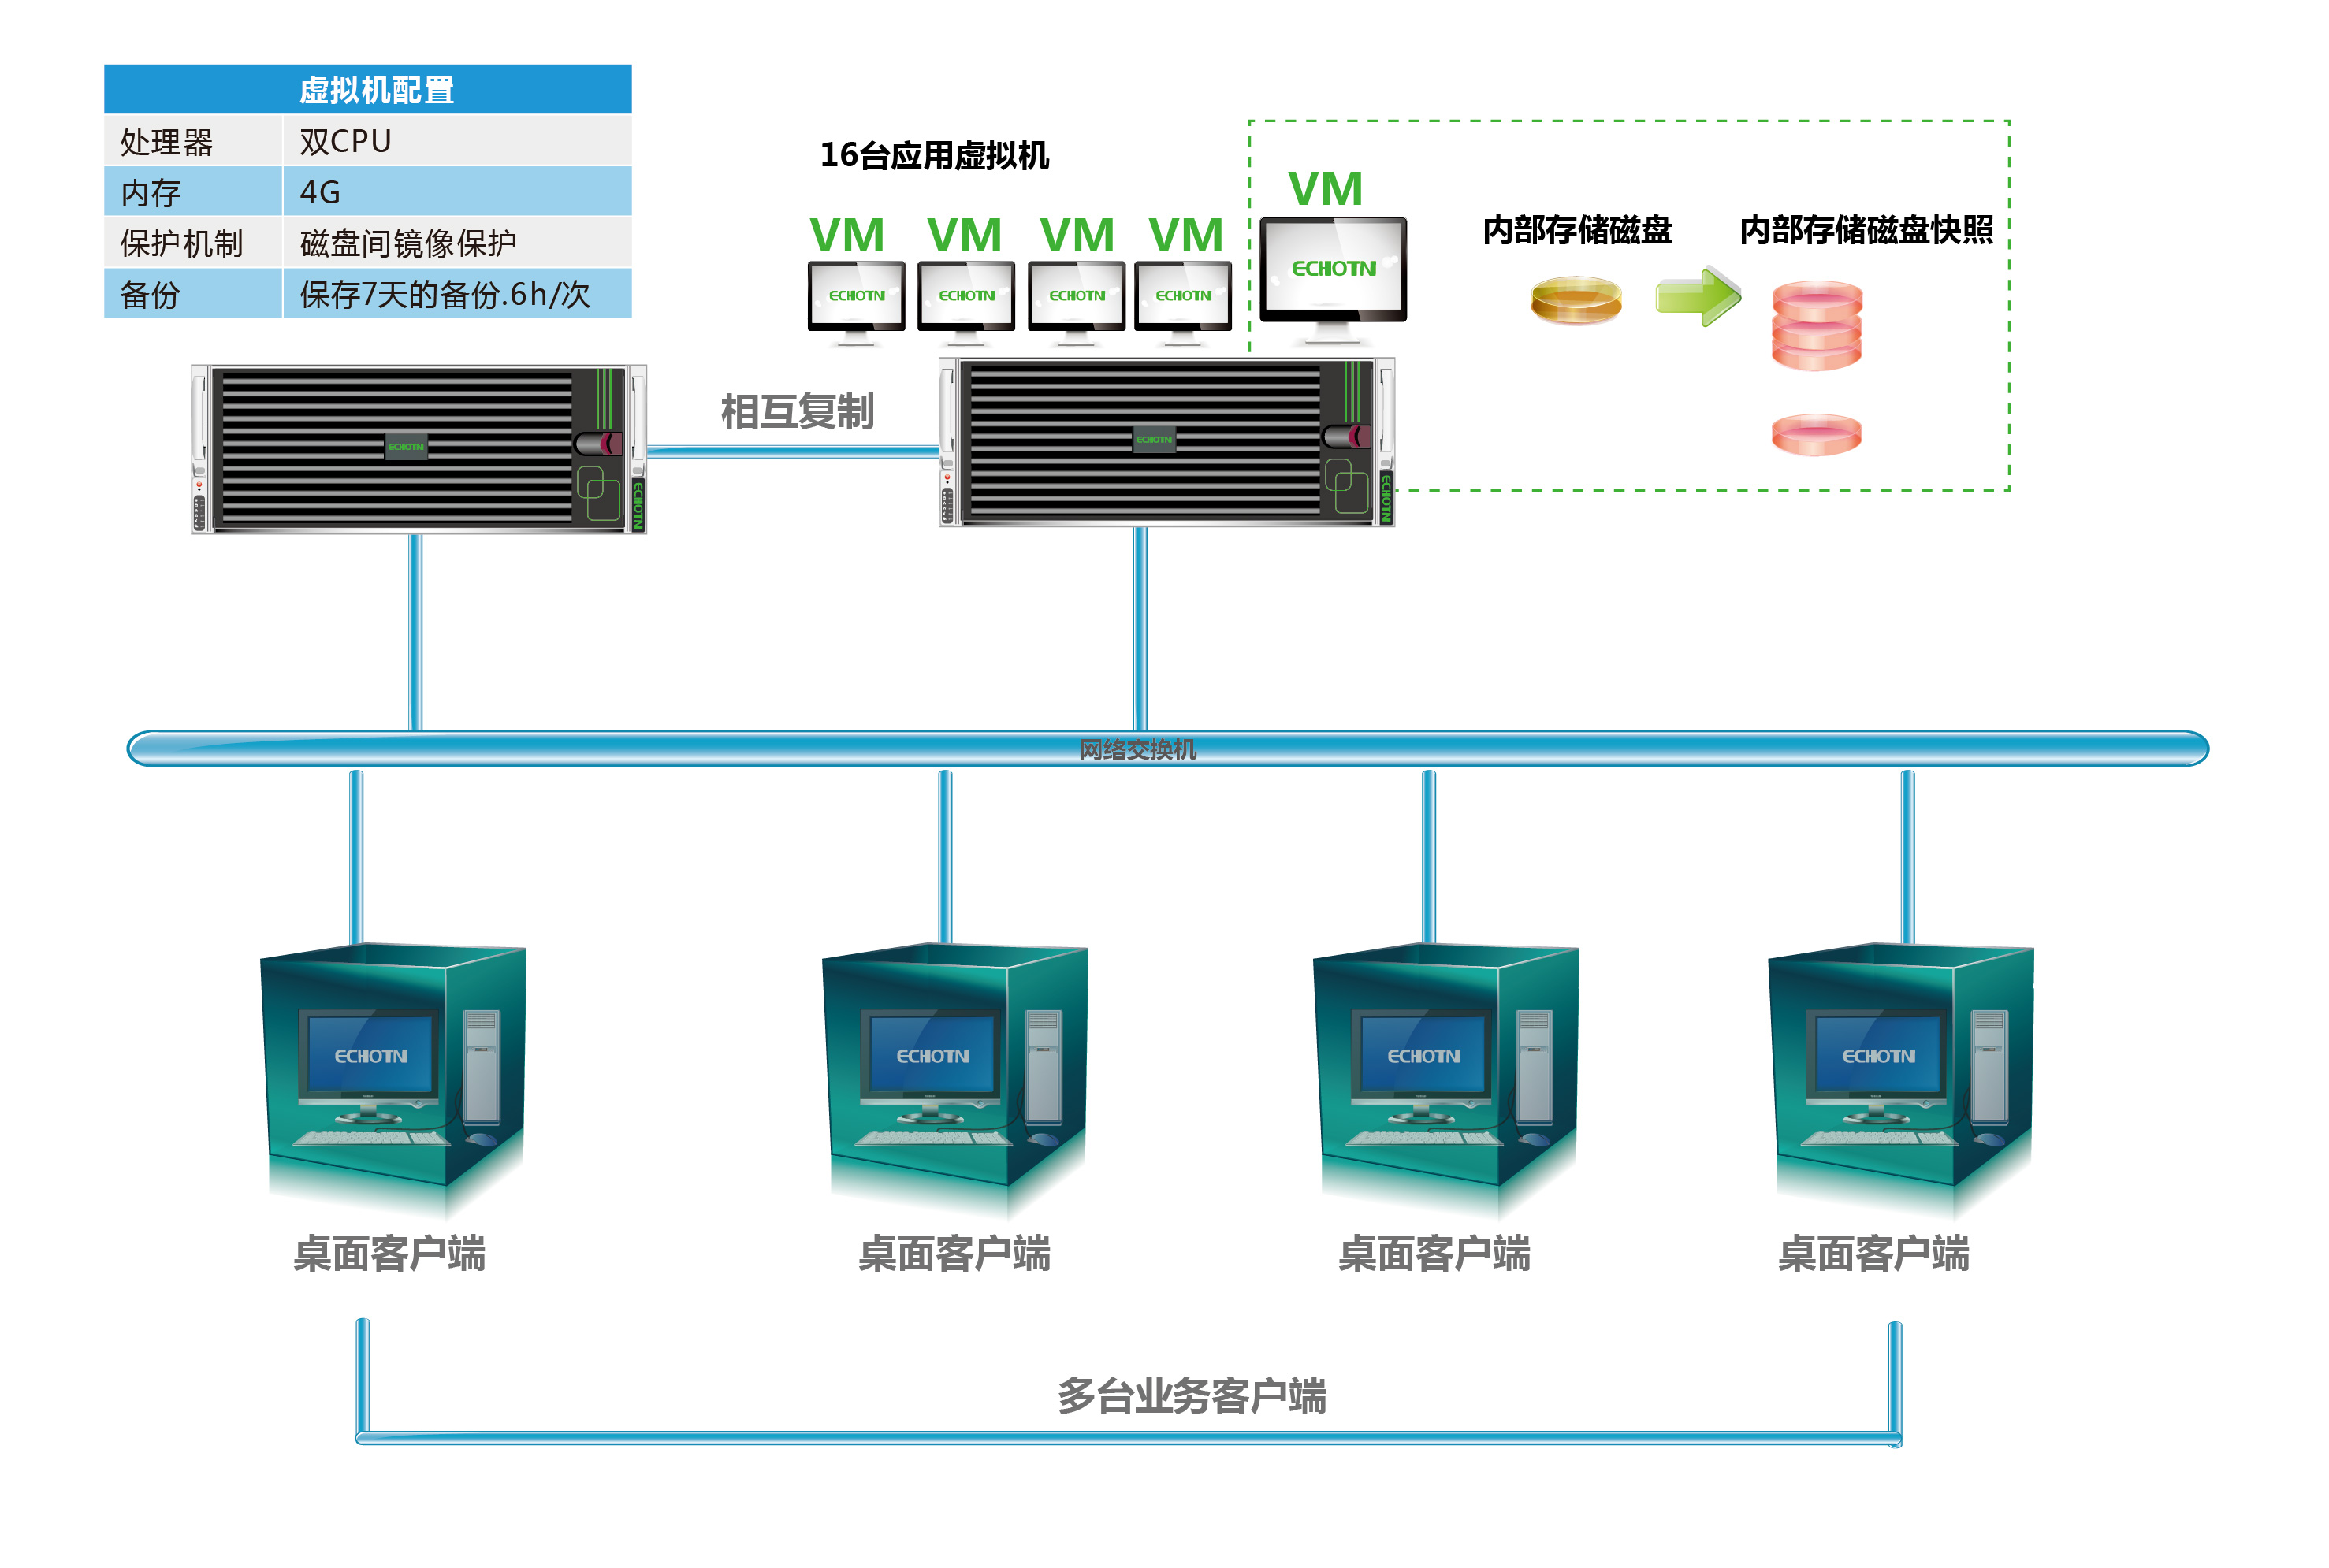 虚拟机配置
处理器 双CPU
内存 4G
保护机制 磁盘间镜像保护
备份 保存7天的备份.6h/次
16台应用虚拟机
VM VM VM VM VM
ECHOTN ECHOTN ECHOTN ECHOTN ECHOTN
内部存储磁盘 内部存储磁盘快照
相互复制
ECHOTN ECHOTN
ECHOTN ECHOTN
网络交换机
ECHOTN ECHOTN ECHOTN ECHOTN
桌面客户端 桌面客户端 桌面客户端 桌面客户端
多台业务客户端